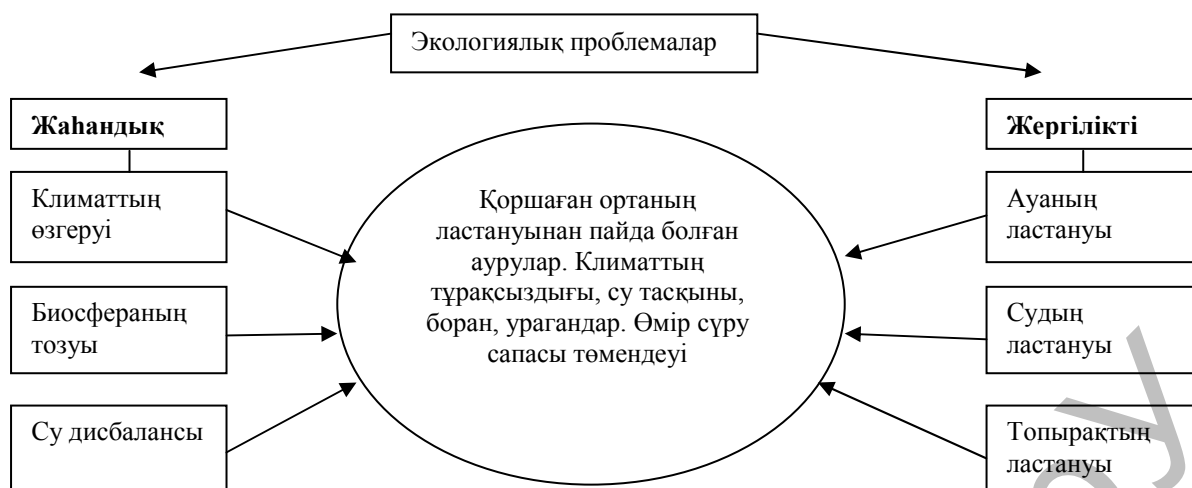 Экологиялық проблемалар
Жаһандық
Жергілікті
Климаттың
өзгеруі
Биосфераның
тозуы
Су дисбалансы
Қоршаған ортаның
ластануынан пайда болған
аурулар. Климаттың
тұрақсыздығы, су тасқыны,
боран, урагандар. Өмір сүру
сапасы төмендеуі
Ауаның
ластануы
Судың
ластануы
Топырақтың
ластануы